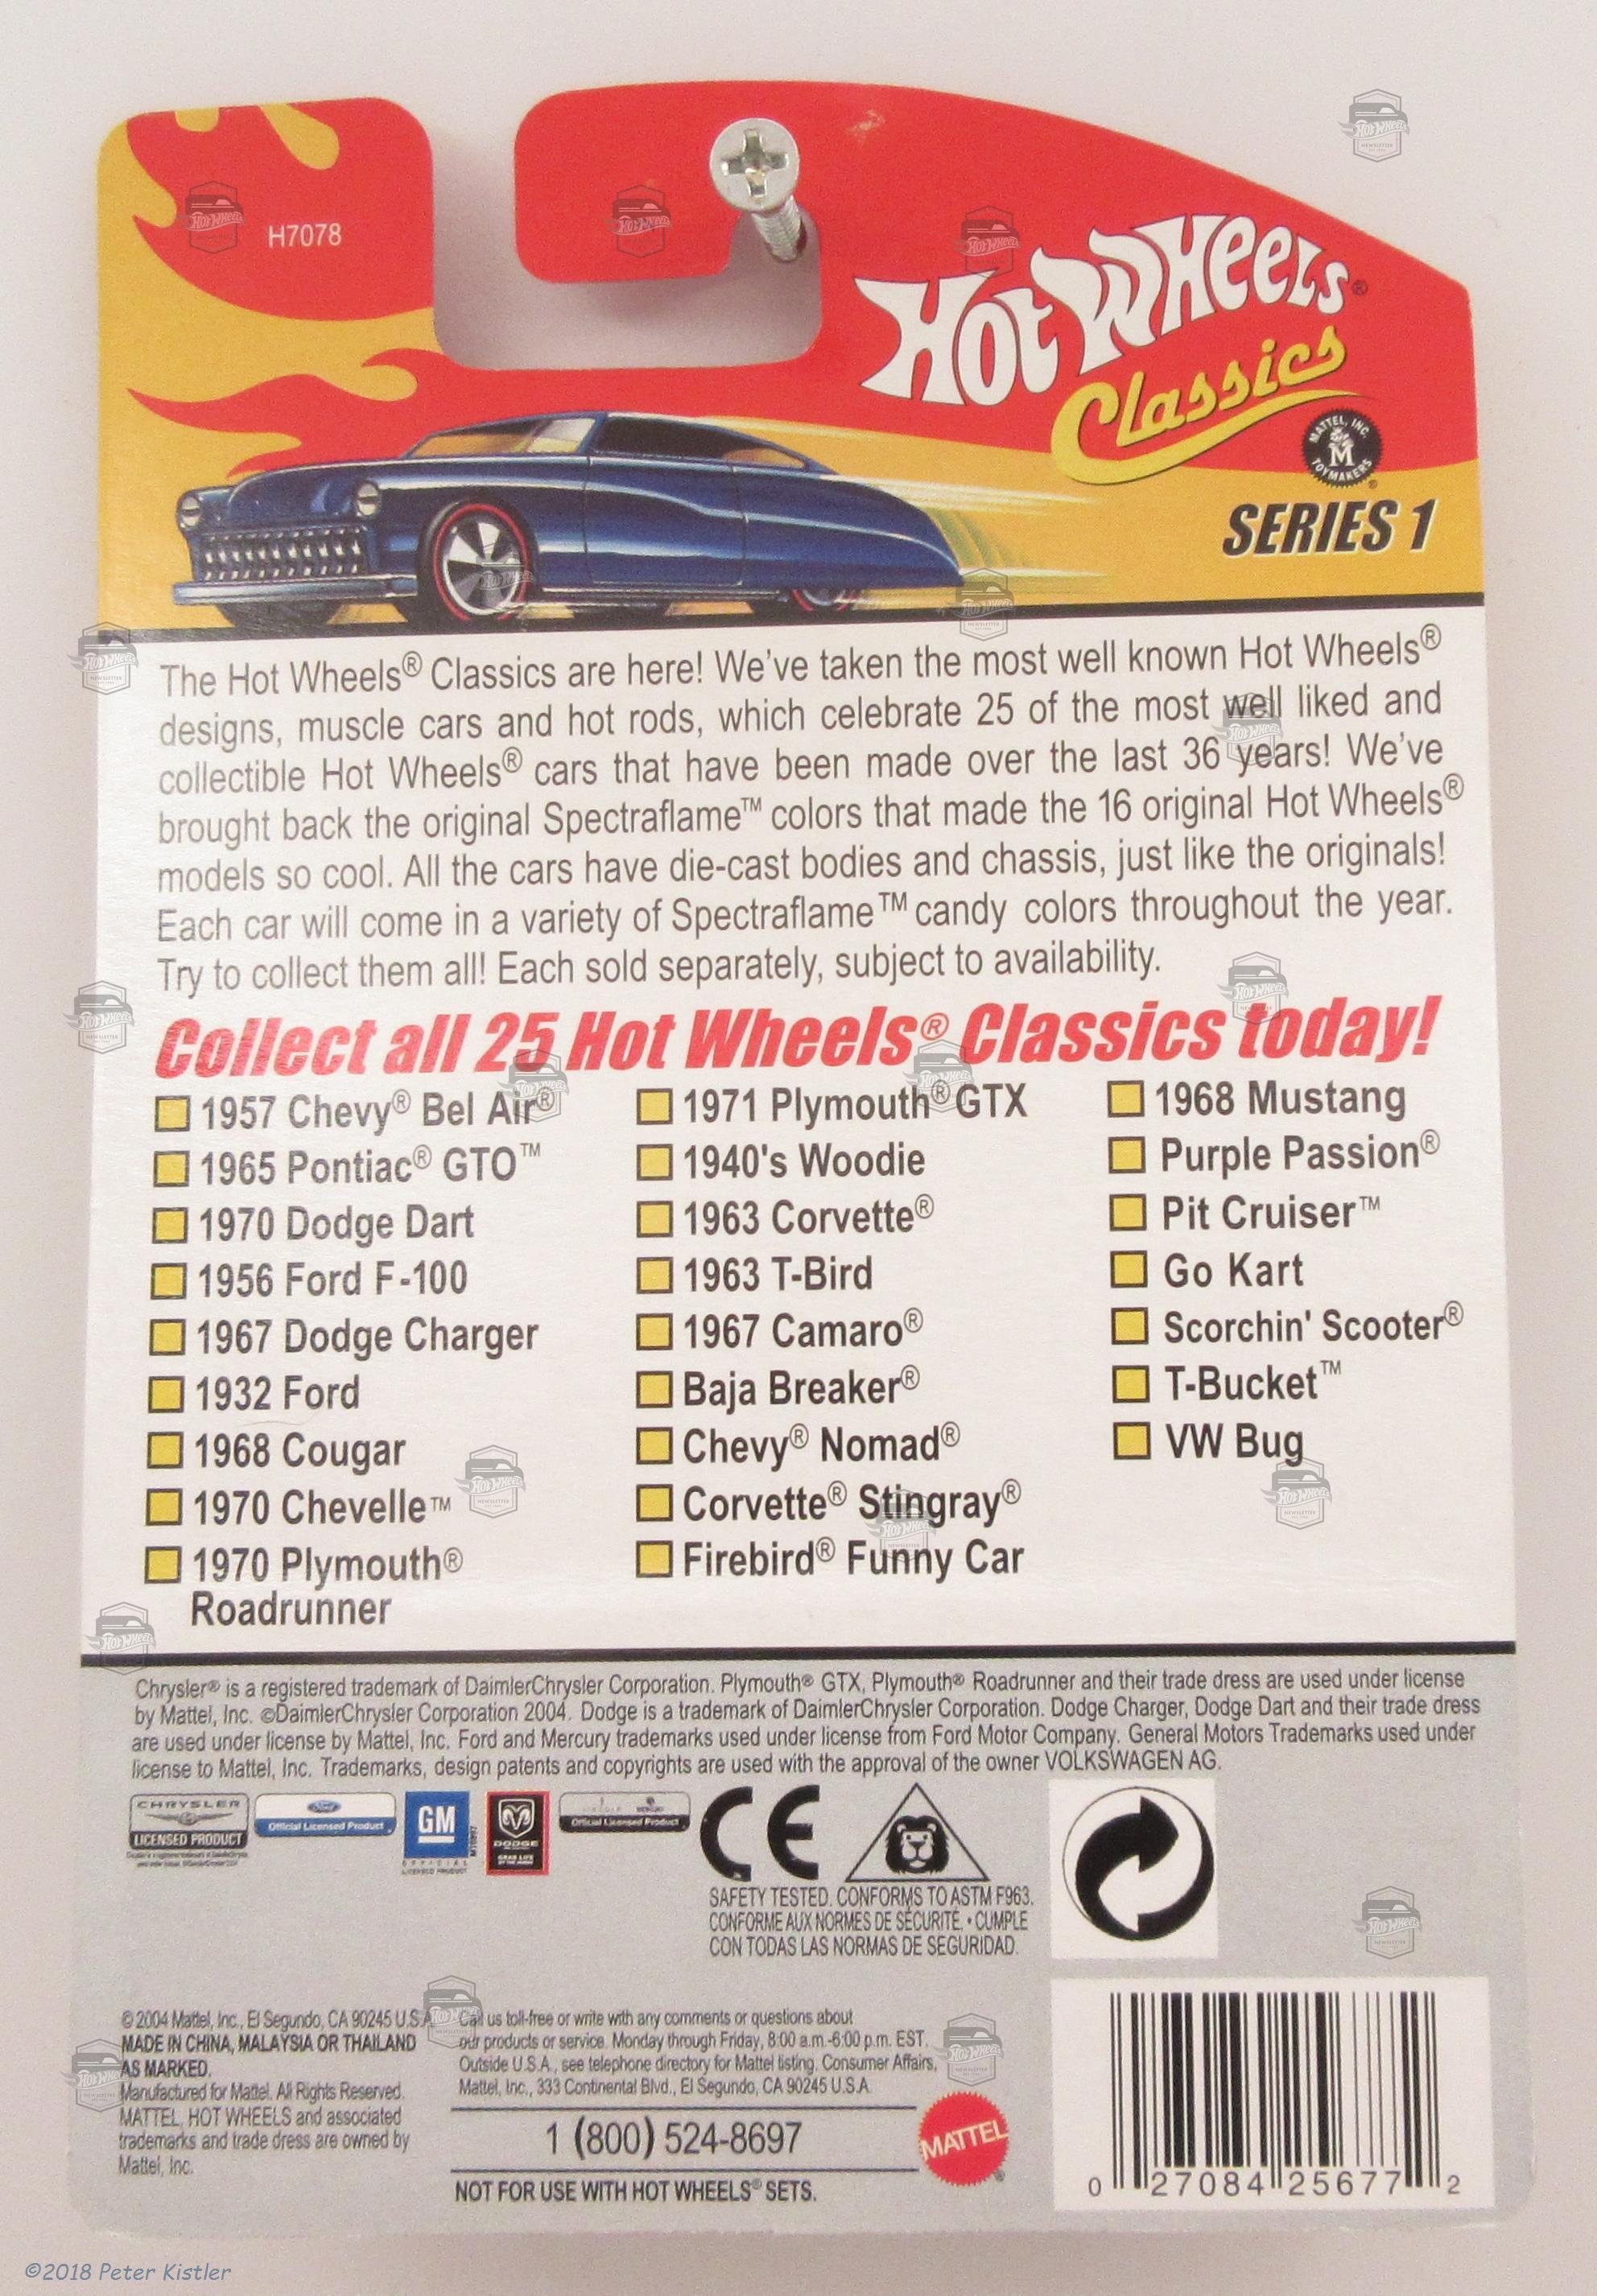 H7078
Hot Wheels®
Classics
MATTEL, INC.
M
TOYMAKERS
®
SERIES 1
The Hot Wheels® Classics are here! We've taken the most well known Hot Wheels®
designs, muscle cars and hot rods, which celebrate 25 of the most well liked and
collectible Hot Wheels® cars that have been made over the last 36 years! We've
brought back the original Spectraflame™ colors that made the 16 original Hot Wheels®
models so cool. All the cars have die-cast bodies and chassis, just like the originals!
Each car will come in a variety of Spectraflame™ candy colors throughout the year.
Try to collect them all! Each sold separately, subject to availability.
Collect all 25 Hot Wheels® Classics today!
1957 Chevy® Bel Air®
1965 Pontiac® GTO™
1970 Dodge Dart
1956 Ford F-100
1967 Dodge Charger
1932 Ford
1968 Cougar
1970 Chevelle™
1970 Plymouth®
Roadrunner
1971 Plymouth® GTX
1940's Woodie
1963 Corvette®
1963 T-Bird
1967 Camaro®
Baja Breaker®
Chevy® Nomad®
Corvette® Stingray®
Firebird® Funny Car
1968 Mustang
Purple Passion®
Pit Cruiser™
Go Kart
Scorchin' Scooter®
T-Bucket™
VW Bug
Chrysler® is a registered trademark of DaimlerChrysler Corporation. Plymouth® GTX, Plymouth® Roadrunner and their trade dress are used under license
by Mattel, Inc. ©DaimlerChrysler Corporation 2004. Dodge is a trademark of DaimlerChrysler Corporation. Dodge Charger, Dodge Dart and their trade dress
are used under license by Mattel, Inc. Ford and Mercury trademarks used under license from Ford Motor Company. General Motors Trademarks used under
license to Mattel, Inc. Trademarks, design patents and copyrights are used with the approval of the owner VOLKSWAGEN AG.
CHRYSLER
LICENSED PRODUCT
Ford
Official Licensed Product
GM
OFFICIAL
LICENSED PRODUCT
DODGE
GRAB LIFE
BY THE HORNS
Official Licensed Product
CE
SAFETY TESTED. CONFORMS TO ASTM F963.
CONFORME AUX NORMES DE SÉCURITÉ. • CUMPLE
CON TODAS LAS NORMAS DE SEGURIDAD.
© 2004 Mattel, Inc., El Segundo, CA 90245 U.S.A.
MADE IN CHINA, MALAYSIA OR THAILAND
AS MARKED.
Manufactured for Mattel. All Rights Reserved.
MATTEL, HOT WHEELS and associated
trademarks and trade dress are owned by
Mattel, Inc.
Call us toll-free or write with any comments or questions about
our products or service. Monday through Friday, 8:00 a.m.-6:00 p.m. EST.
Outside U.S.A., see telephone directory for Mattel listing. Consumer Affairs,
Mattel, Inc., 333 Continental Blvd., El Segundo, CA 90245 U.S.A.
1 (800) 524-8697
NOT FOR USE WITH HOT WHEELS® SETS.
MATTEL
®
0 27084 25677 2
©2018 Peter Kistler